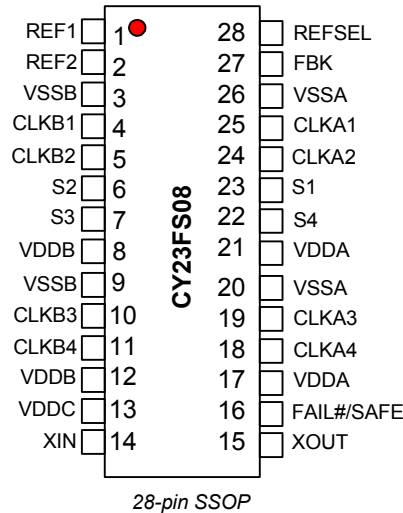 REF1 1 28 REFSEL
REF2 2 27 FBK
VSSB 3 26 VSSA
CLKB1 4 25 CLKA1
CLKB2 5 24 CLKA2
S2 6 23 S1
S3 7 22 S4
VDDB 8 21 VDDA
VSSB 9 20 VSSA
CLKB3 10 19 CLKA3
CLKB4 11 18 CLKA4
VDDB 12 17 VDDA
VDDC 13 16 FAIL#/SAFE
XIN 14 15 XOUT
CY23FS08
28-pin SSOP